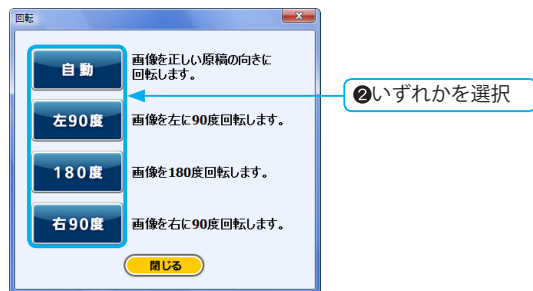 回転
自動
画像を正しい原稿の向きに
回転します。
❷いずれかを選択
左90度
画像を左に90度回転します。
180度
画像を180度回転します。
右90度
画像を右に90度回転します。
閉じる